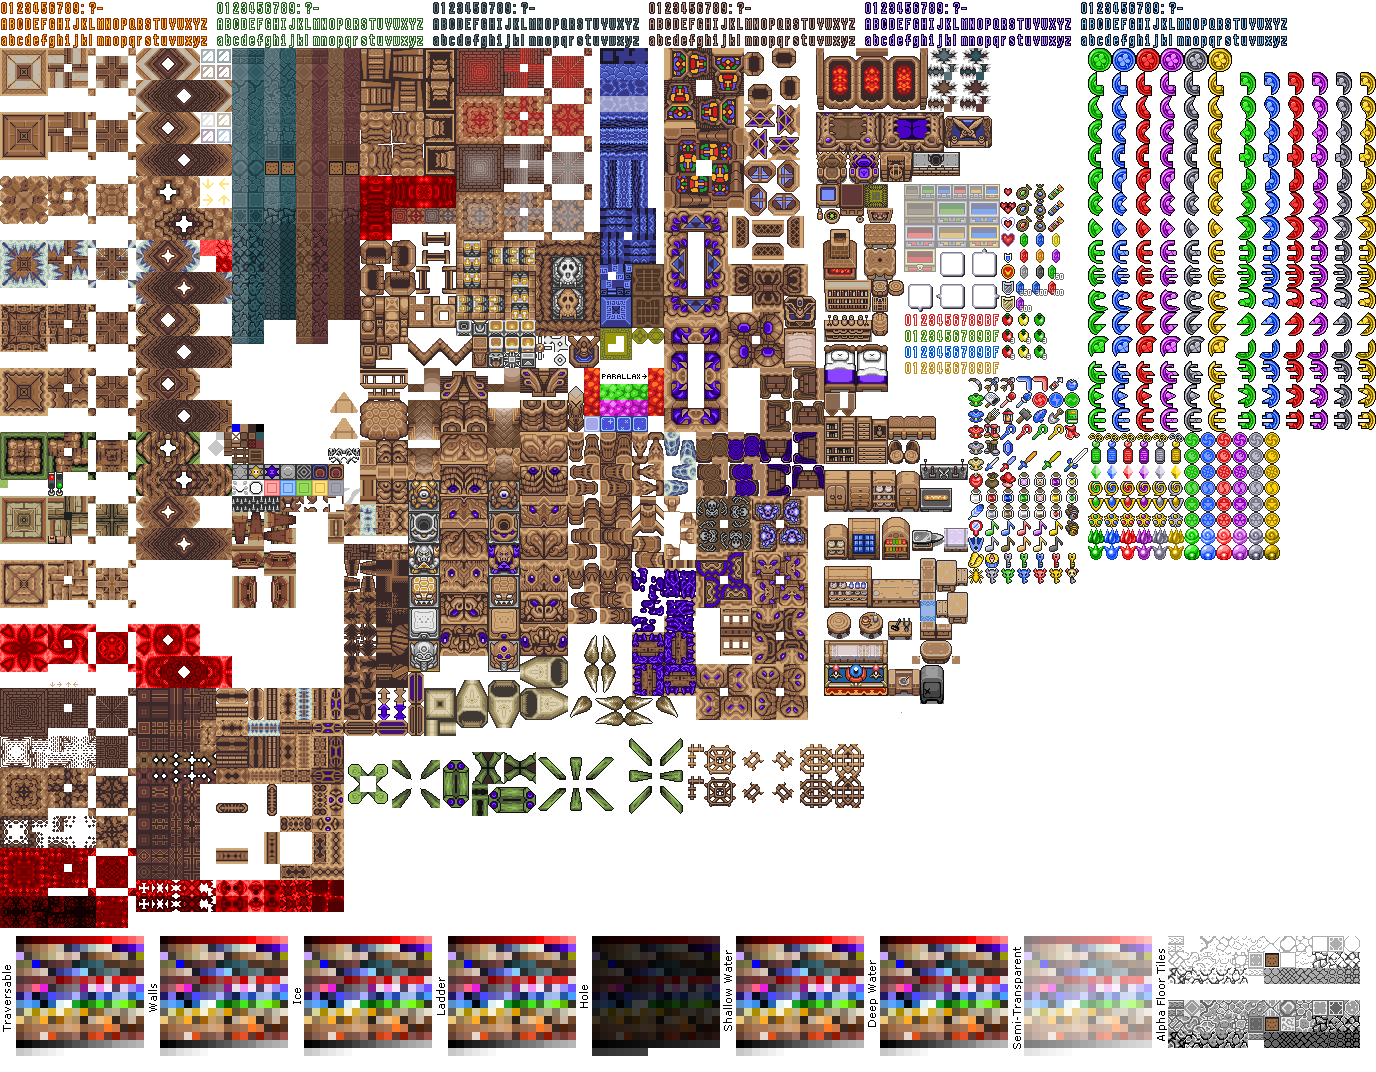 0123456789:?- 0123456789:?- 0123456789:?- 0123456789:?- 0123456789:?- 0123456789:?-
ABCDEFGHIJKLMNOPQRSTUVWXYZ ABCDEFGHIJKLMNOPQRSTUVWXYZ ABCDEFGHIJKLMNOPQRSTUVWXYZ ABCDEFGHIJKLMNOPQRSTUVWXYZ ABCDEFGHIJKLMNOPQRSTUVWXYZ ABCDEFGHIJKLMNOPQRSTUVWXYZ
abcdefghijklmnopqrstuvwxyz abcdefghijklmnopqrstuvwxyz abcdefghijklmnopqrstuvwxyz abcdefghijklmnopqrstuvwxyz abcdefghijklmnopqrstuvwxyz abcdefghijklmnopqrstuvwxyz
0123456789BF
0123456789BF
0123456789BF
0123456789BF
PARALLAX→
Traversable
Walls
Ice
Ladder
Hole
Shallow Water
Deep Water
Semi-Transparent
Alpha Floor Tiles